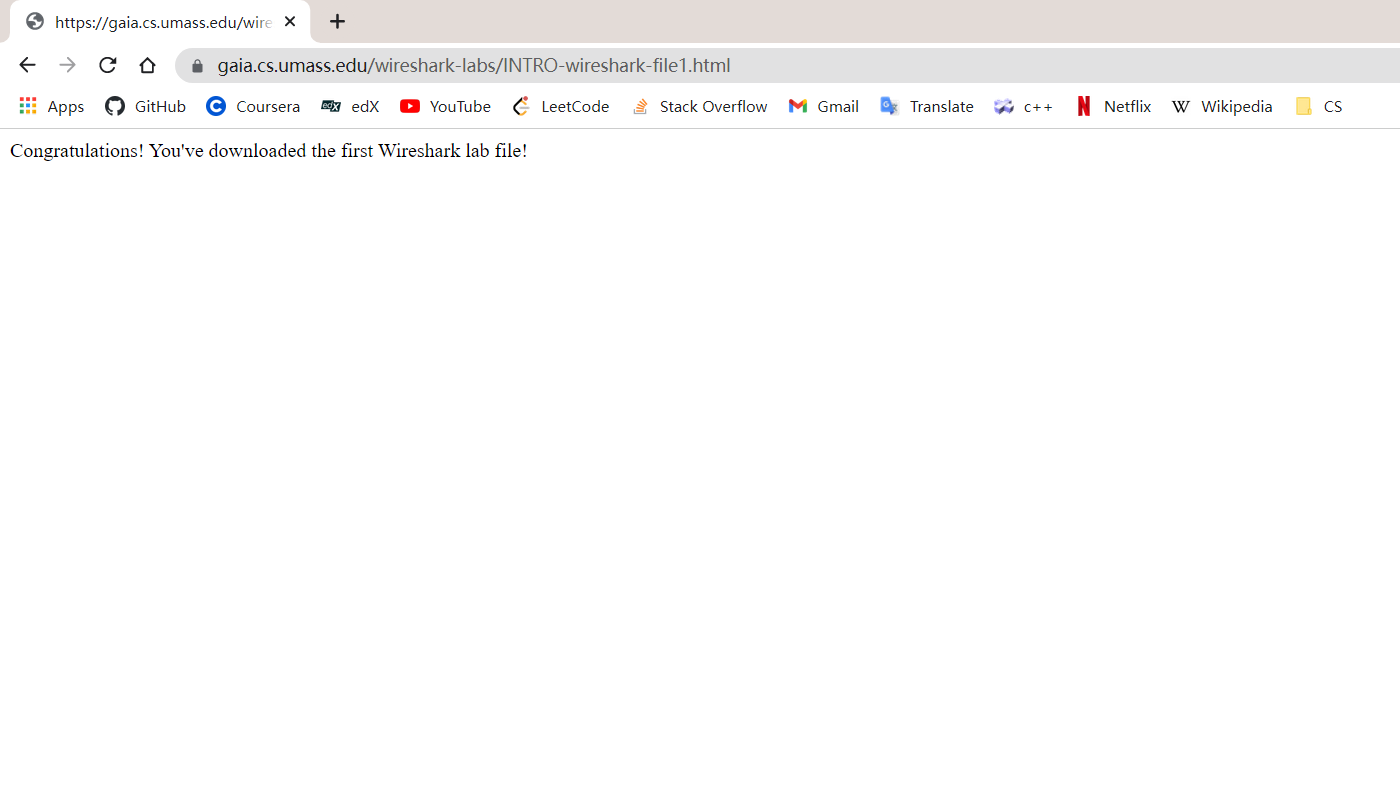 https://gaia.cs.umass.edu/wire
gaia.cs.umass.edu/wireshark-labs/INTRO-wireshark-file1.html
Apps GitHub Coursera edX YouTube LeetCode Stack Overflow Gmail Translate c++ Netflix Wikipedia CS
Congratulations! You've downloaded the first Wireshark lab file!